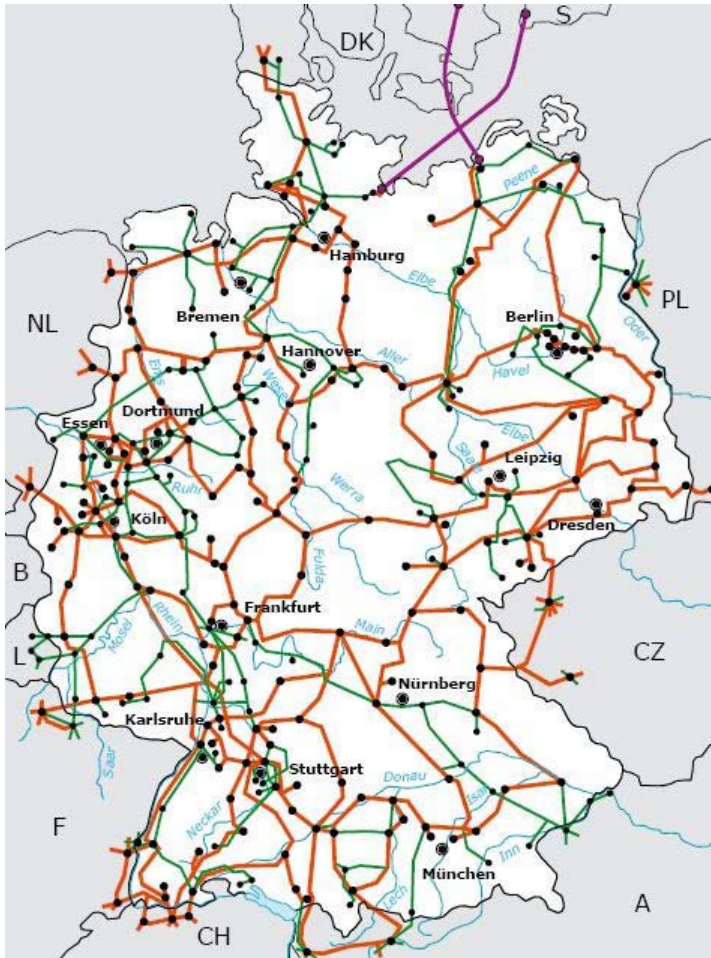 DK
S
Peene
Hamburg
Elbe
PL
NL
Bremen
Berlin
Oder
Ems
Hannover
Aller
Havel
Weser
Dortmund
Essen
Elbe
Saale
Leipzig
Ruhr
Werra
Köln
Dresden
B
Fulda
Frankfurt
Rhein
Main
Mosel
L
CZ
Nürnberg
Karlsruhe
Saar
Stuttgart
Donau
Isar
F
Neckar
München
Inn
Lech
A
CH